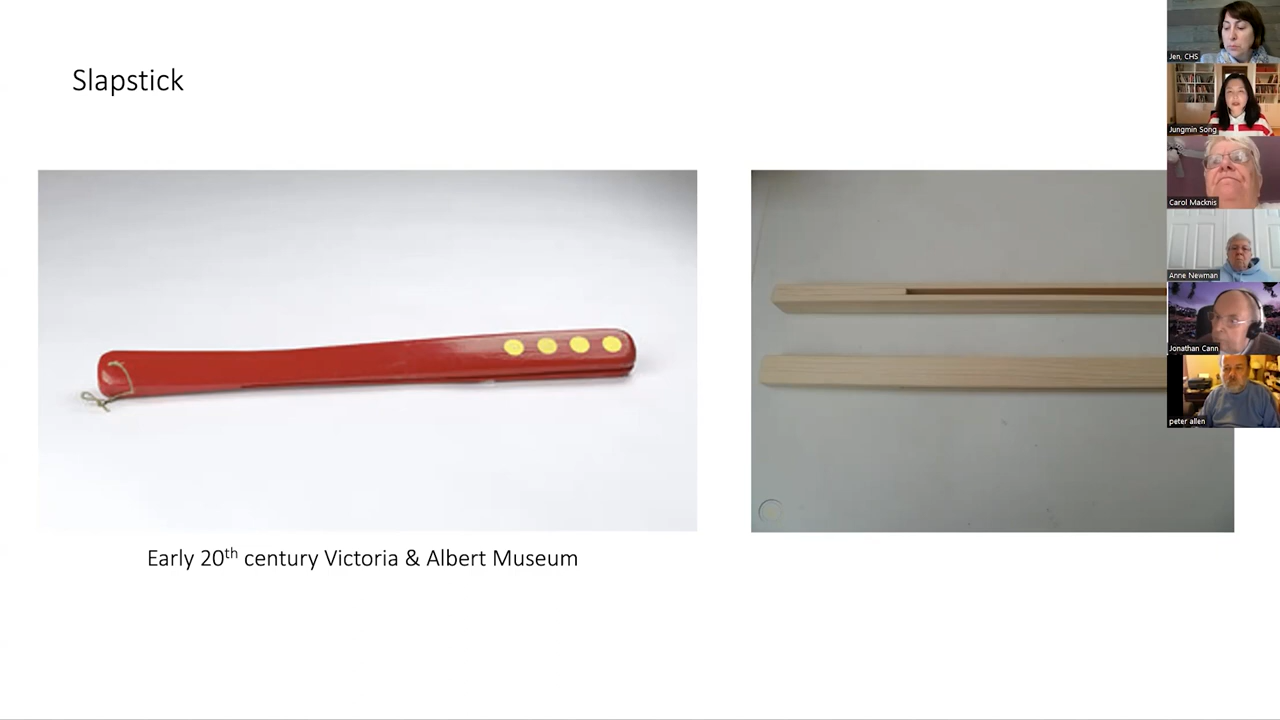 Slapstick
Early 20th century Victoria & Albert Museum
Jen, CHS
Jungmin Song
Carol Macknis
Anne Newman
Jonathan Cann
peter allen